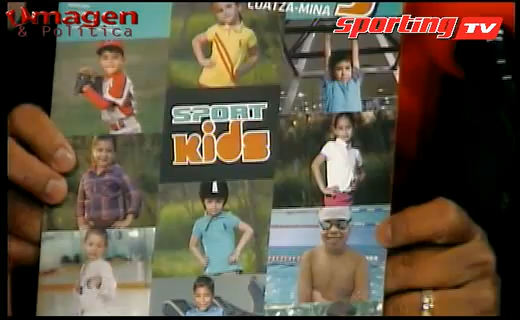 Imagen
& Política
COATZA-MINA
sporting
TV
SPORT
Kids